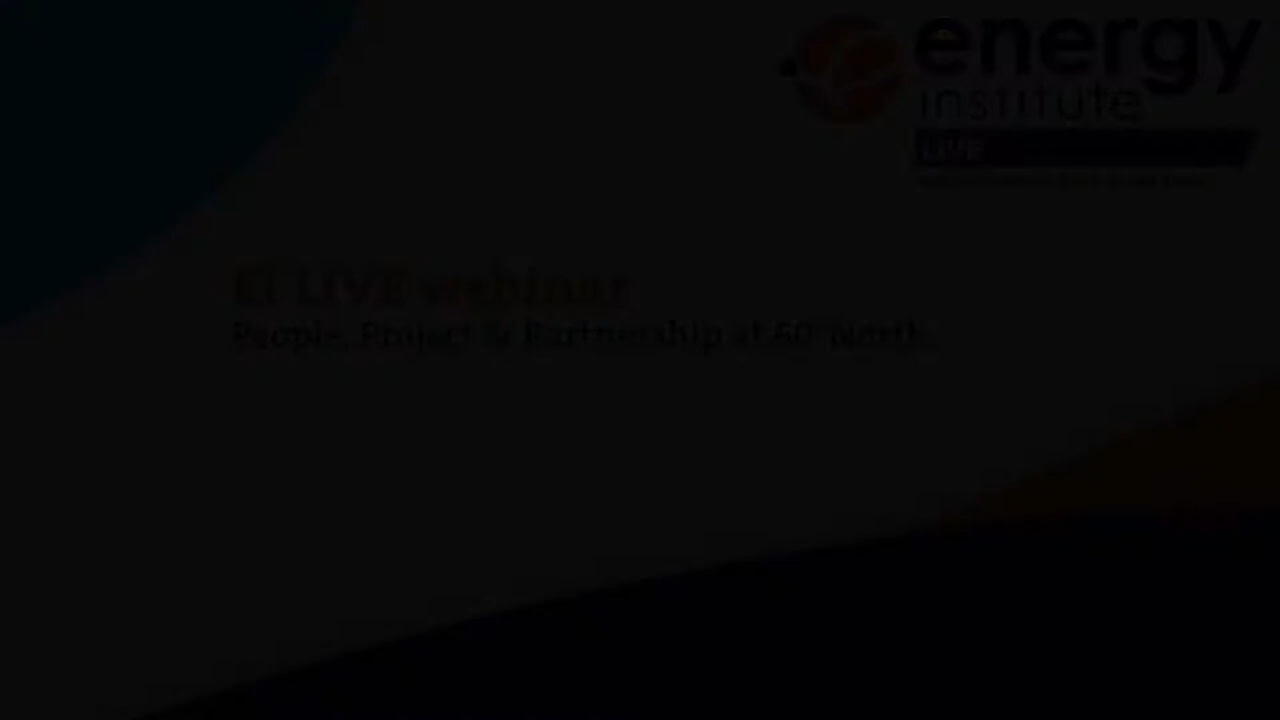 energy
institute
LIVE
EI LIVE webinar
People, Project & Partnership at 60° North